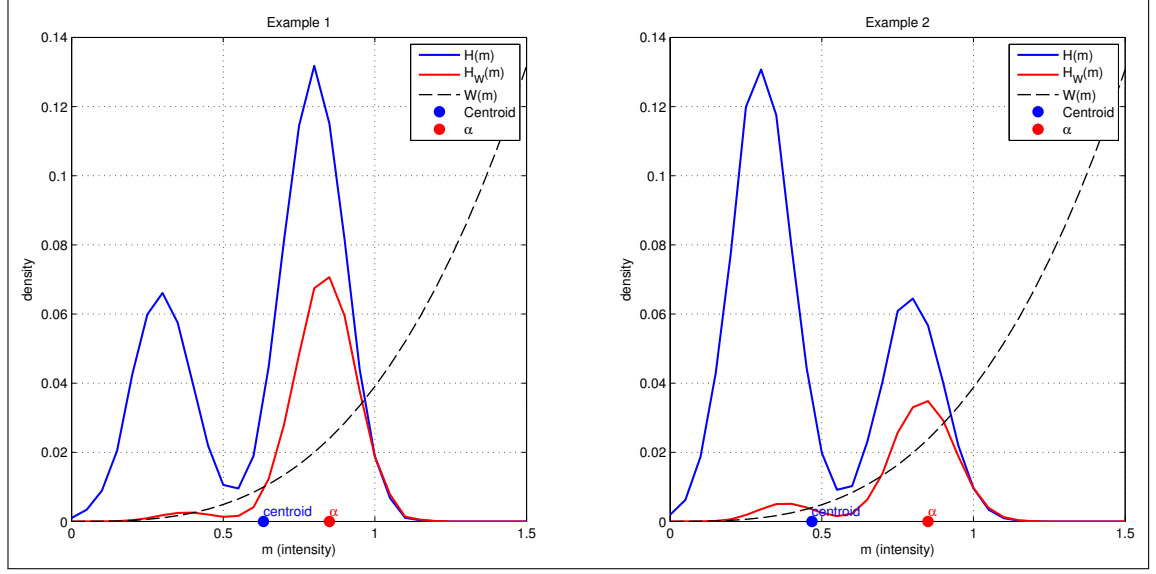 Example 1
0.14
0.12
0.1
0.08
0.06
0.04
0.02
0
density
0
0.5
1
1.5
m (intensity)
H(m)
H_W(m)
W(m)
Centroid
α
centroid
α
Example 2
0.14
0.12
0.1
0.08
0.06
0.04
0.02
0
density
0
0.5
1
1.5
m (intensity)
H(m)
H_W(m)
W(m)
Centroid
α
centroid
α